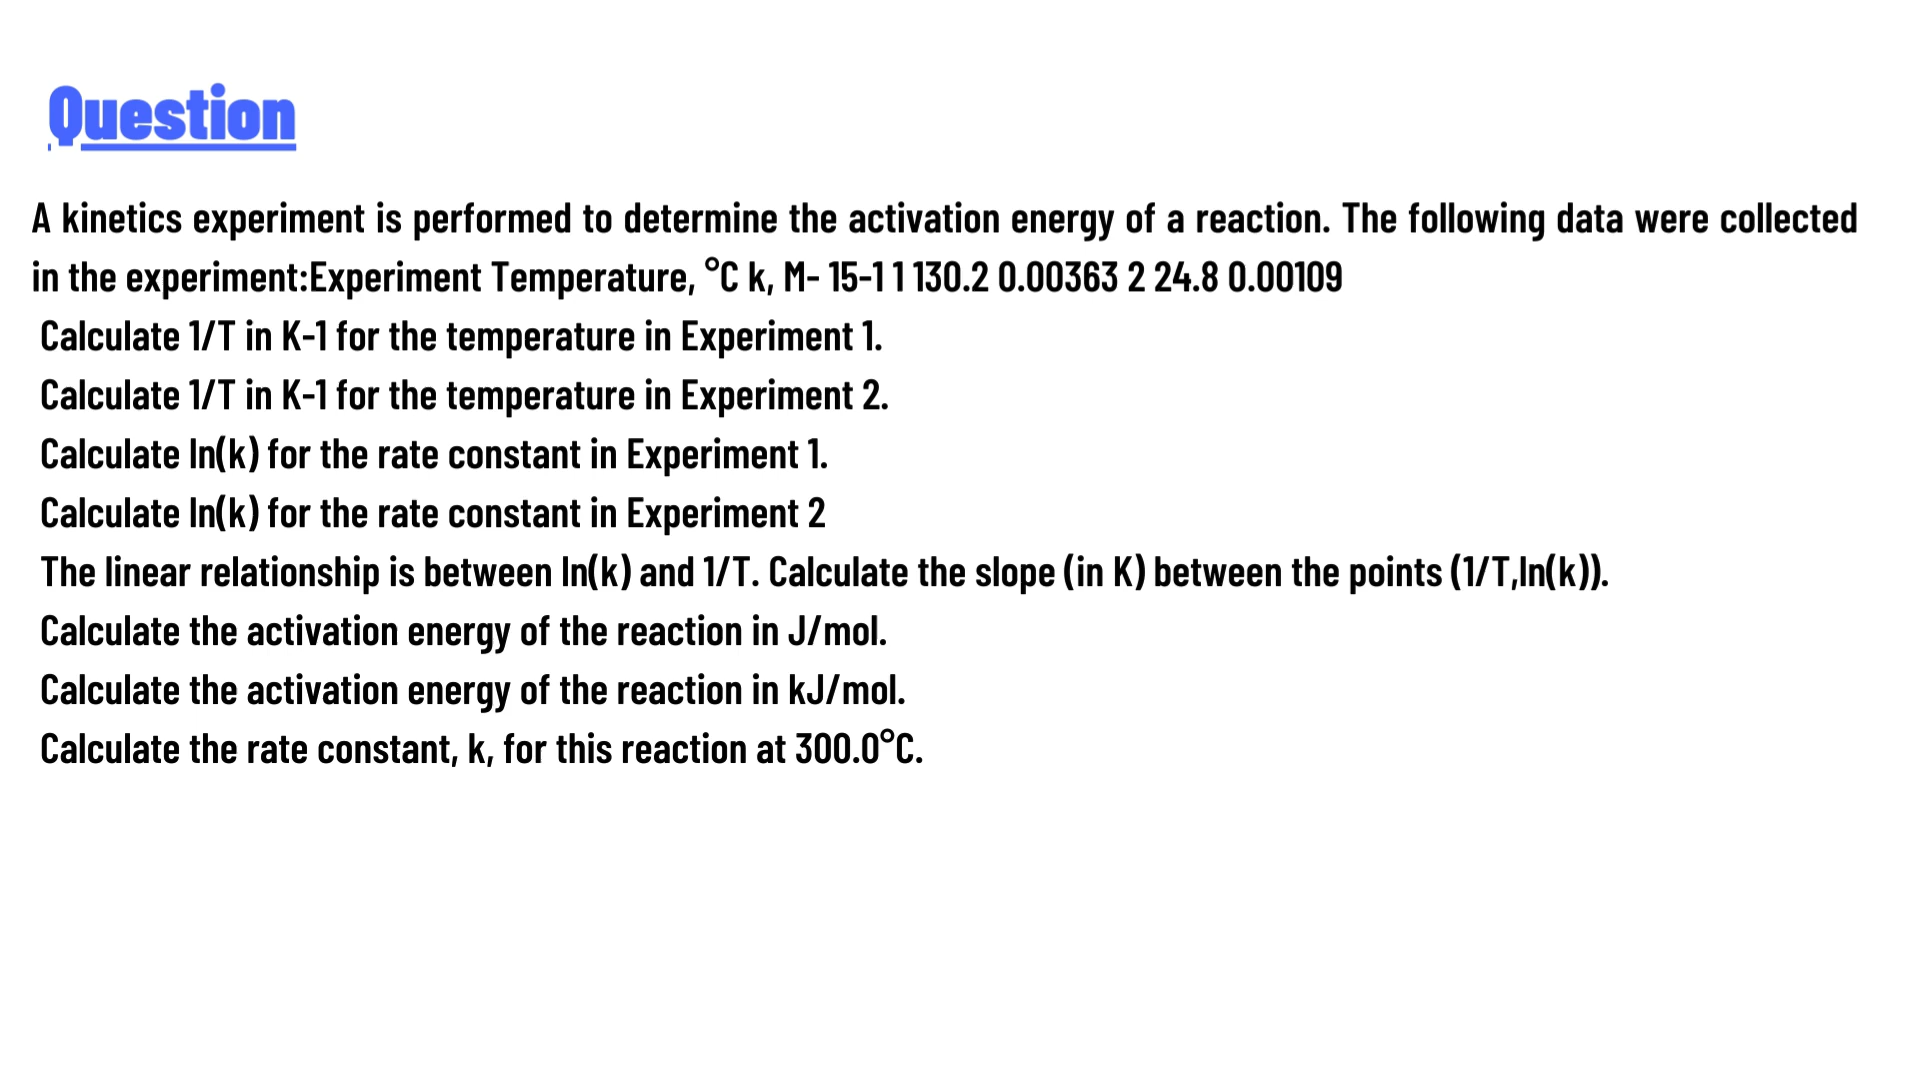 Question
A kinetics experiment is performed to determine the activation energy of a reaction. The following data were collected
in the experiment:Experiment Temperature, °C k, M- 15-1 1 130.2 0.00363 2 24.8 0.00109
Calculate 1/T in K-1 for the temperature in Experiment 1.
Calculate 1/T in K-1 for the temperature in Experiment 2.
Calculate ln(k) for the rate constant in Experiment 1.
Calculate ln(k) for the rate constant in Experiment 2
The linear relationship is between ln(k) and 1/T. Calculate the slope (in K) between the points (1/T,ln(k)).
Calculate the activation energy of the reaction in J/mol.
Calculate the activation energy of the reaction in kJ/mol.
Calculate the rate constant, k, for this reaction at 300.0°C.